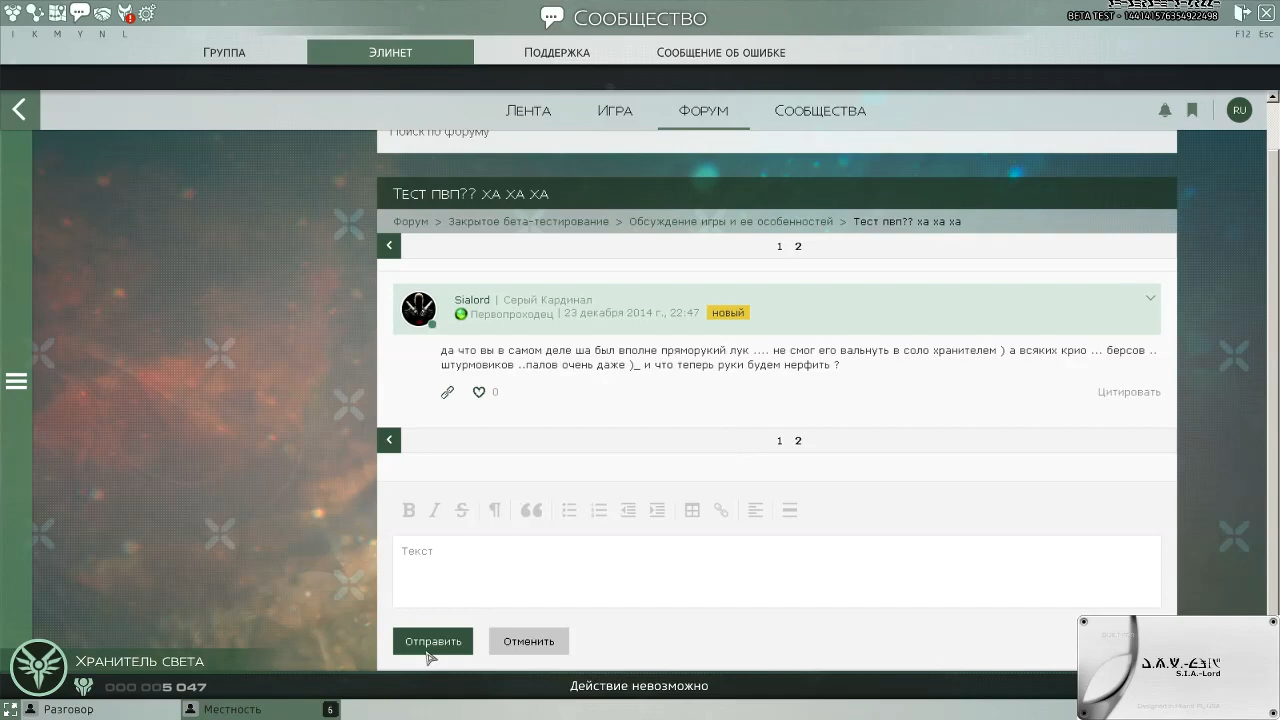 Сообщество
BETA TEST - 144141576354922498
I K M Y N L
F12 Esc
Группа Элинет Поддержка Сообщение об ошибке
Лента Игра Форум Сообщества
RU
Поиск по форуму
Тест пвп?? ха ха ха
Форум > Закрытое бета-тестирование > Обсуждение игры и ее особенностей > Тест пвп?? ха ха ха
1 2
Sialord | Серый Кардинал
Первопроходец | 23 декабря 2014 г., 22:47 новый
да что вы в самом деле ша был вполне пряморукий лук .... не смог его вальнуть в соло хранителем ) а всяких крио ... берсов ..
штурмовиков ..палов очень даже )_ и что теперь руки будем нерфить ?
0 Цитировать
1 2
Текст
Отправить Отменить
Хранитель света
000 005 047
Действие невозможно
S.I.A.-Lord
Разговор Местность 6